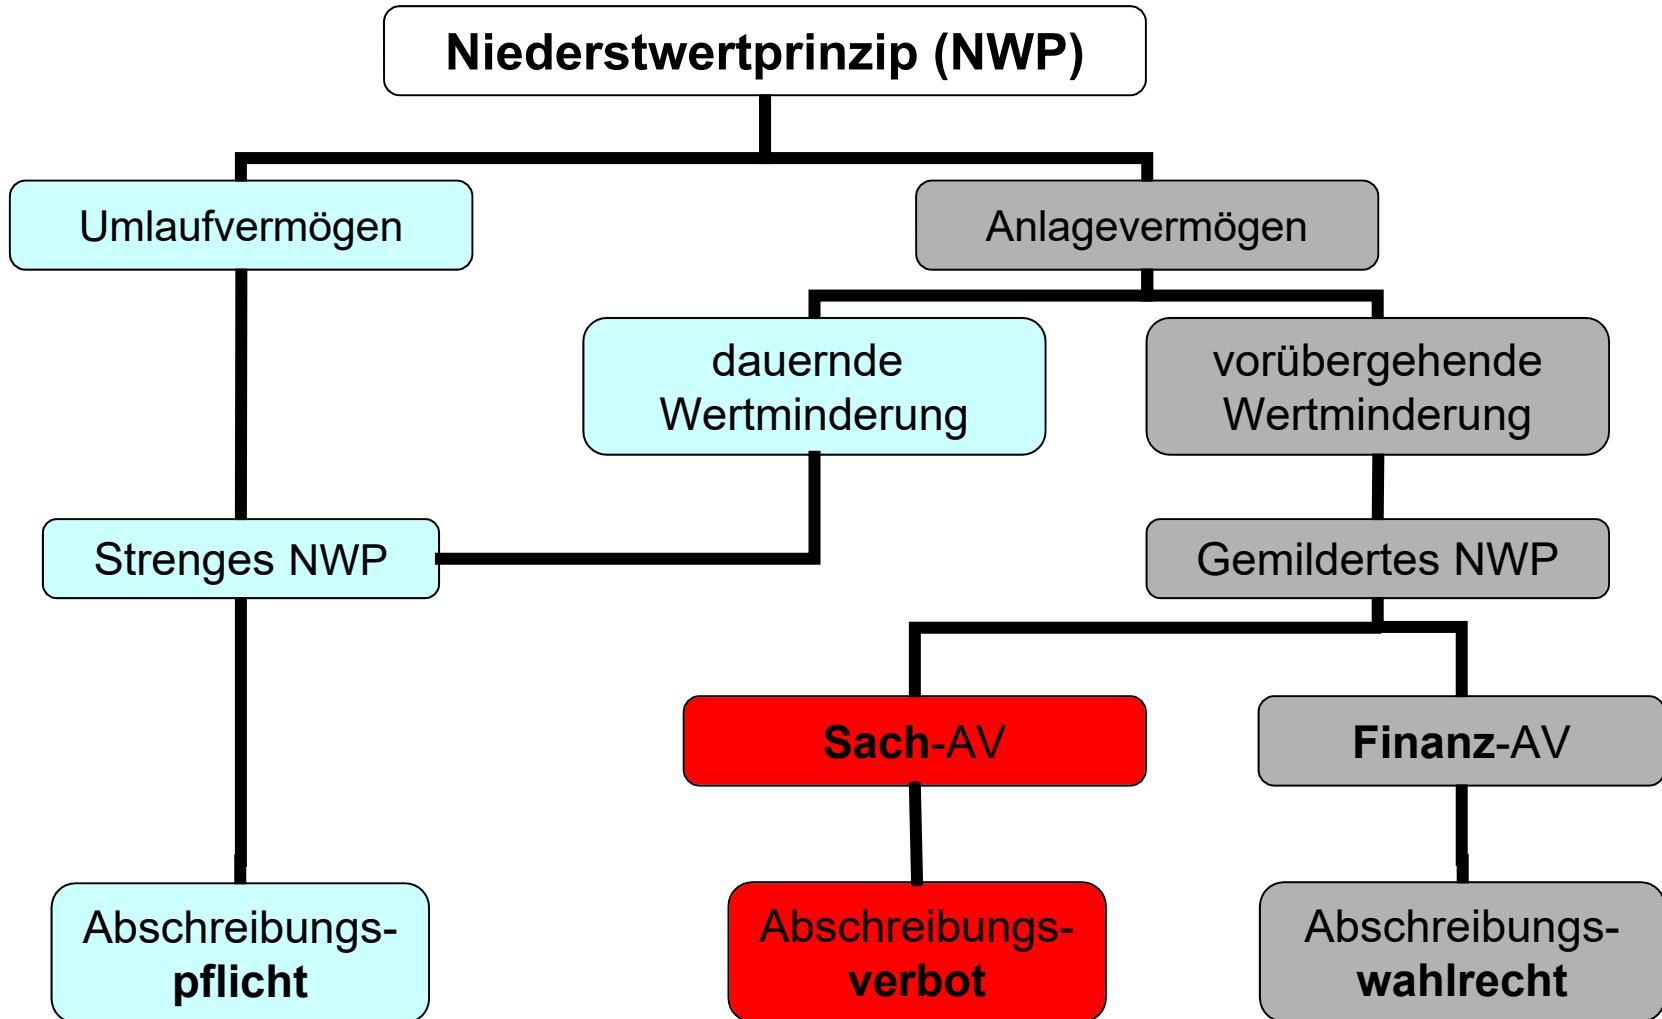 Niederstwertprinzip (NWP)
Umlaufvermögen
Anlagevermögen
dauernde
Wertminderung
vorübergehende
Wertminderung
Strenges NWP
Gemildertes NWP
Sach-AV
Finanz-AV
Abschreibungs-
pflicht
Abschreibungs-
verbot
Abschreibungs-
wahlrecht